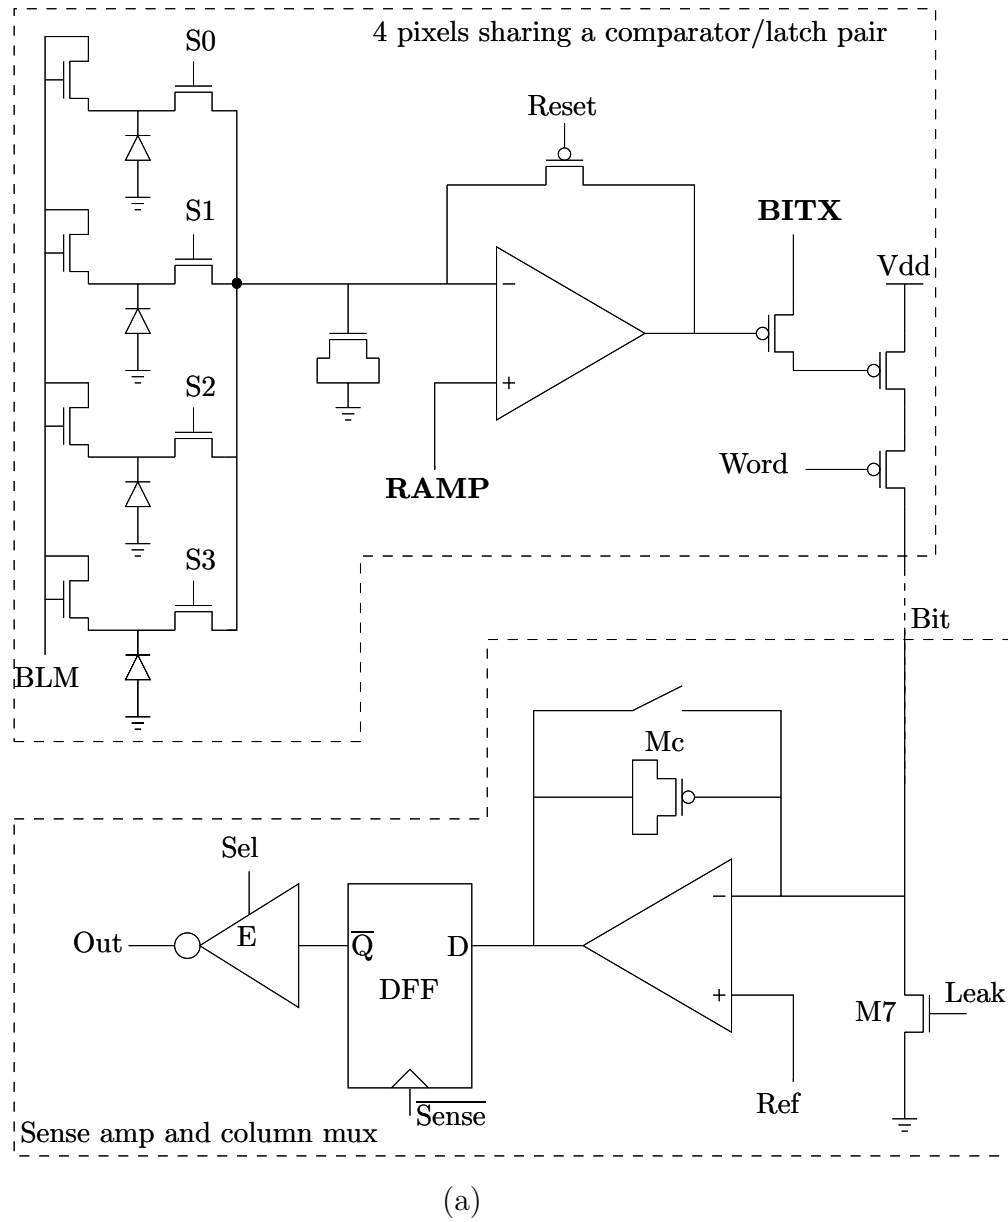 4 pixels sharing a comparator/latch pair
S0
Reset
S1
BITX
Vdd
−
S2
+
Word
RAMP
S3
Bit
BLM
Mc
Sel
−
Out
E
Q̅
D
DFF
+
Leak
M7
Ref
S̅e̅n̅s̅e̅
Sense amp and column mux
(a)